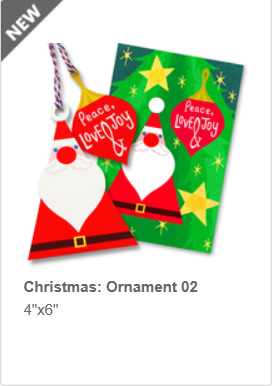 NEW
Peace,
LOVE & JOY
&
Peace,
LOVE & JOY
&
Christmas: Ornament 02
4"x6"